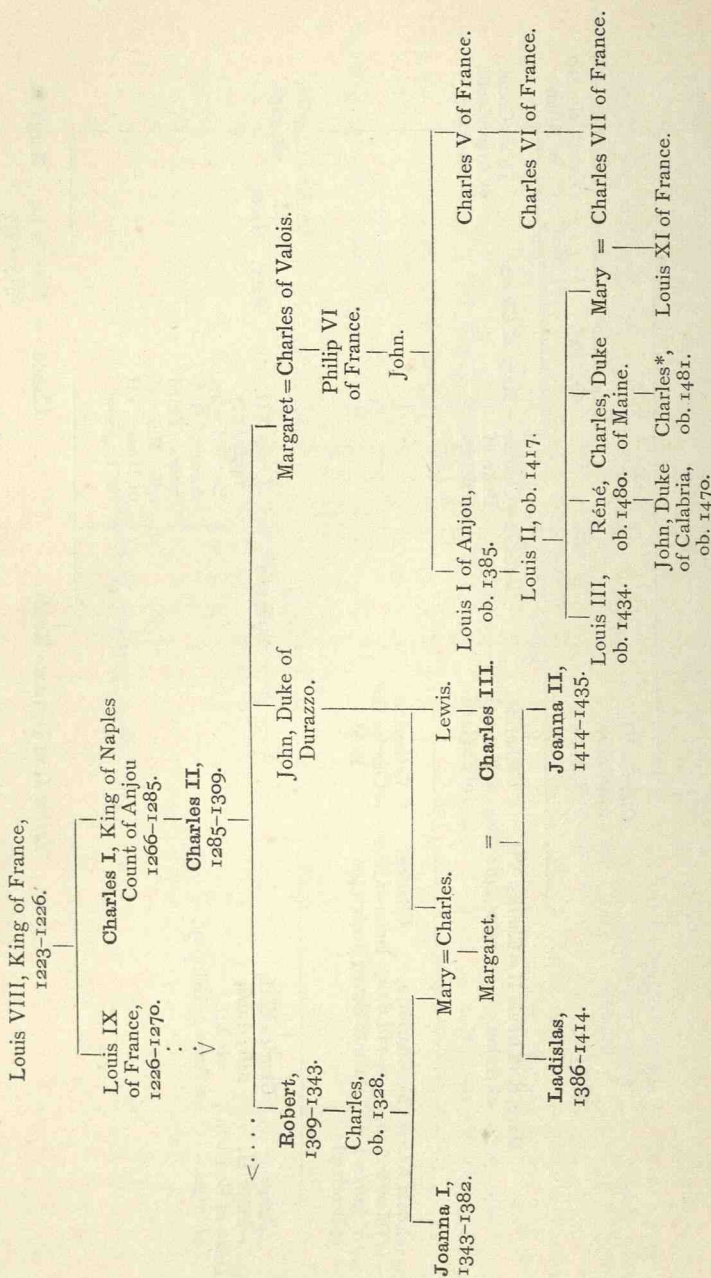 Louis VIII, King of France,
1223–1226.
Louis IX
of France,
1226–1270.
Charles I, King of Naples
Count of Anjou
1266–1285.
Charles II,
1285–1309.
Robert,
1309–1343.
John, Duke of
Durazzo.
Margaret = Charles of Valois.
Charles,
ob. 1328.
Philip VI
of France.
John.
Joanna I,
1343–1382.
Mary = Charles.
Lewis.
Louis I of Anjou,
ob. 1385.
Charles V of France.
Margaret.
=
Charles III.
Louis II, ob. 1417.
Charles VI of France.
Ladislas,
1386–1414.
Joanna II,
1414–1435.
Louis III,
ob. 1434.
Réné,
ob. 1480.
Charles, Duke
of Maine.
Mary = Charles VII of France.
John, Duke
of Calabria,
ob. 1470.
Charles*,
ob. 1481.
Louis XI of France.